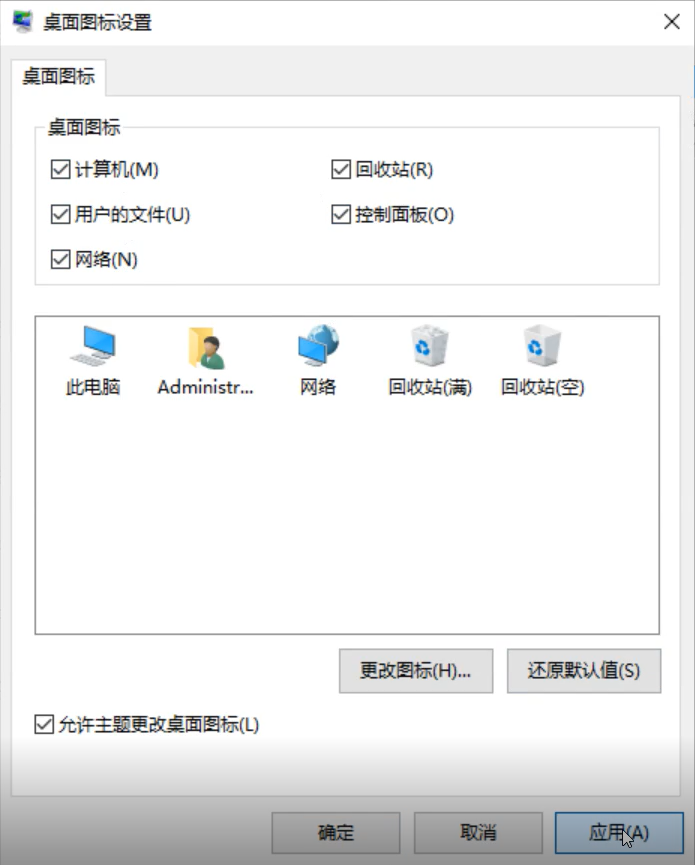 桌面图标设置
桌面图标
桌面图标
计算机(M) 回收站(R)
用户的文件(U) 控制面板(O)
网络(N)
此电脑 Administr... 网络 回收站(满) 回收站(空)
更改图标(H)... 还原默认值(S)
允许主题更改桌面图标(L)
确定 取消 应用(A)